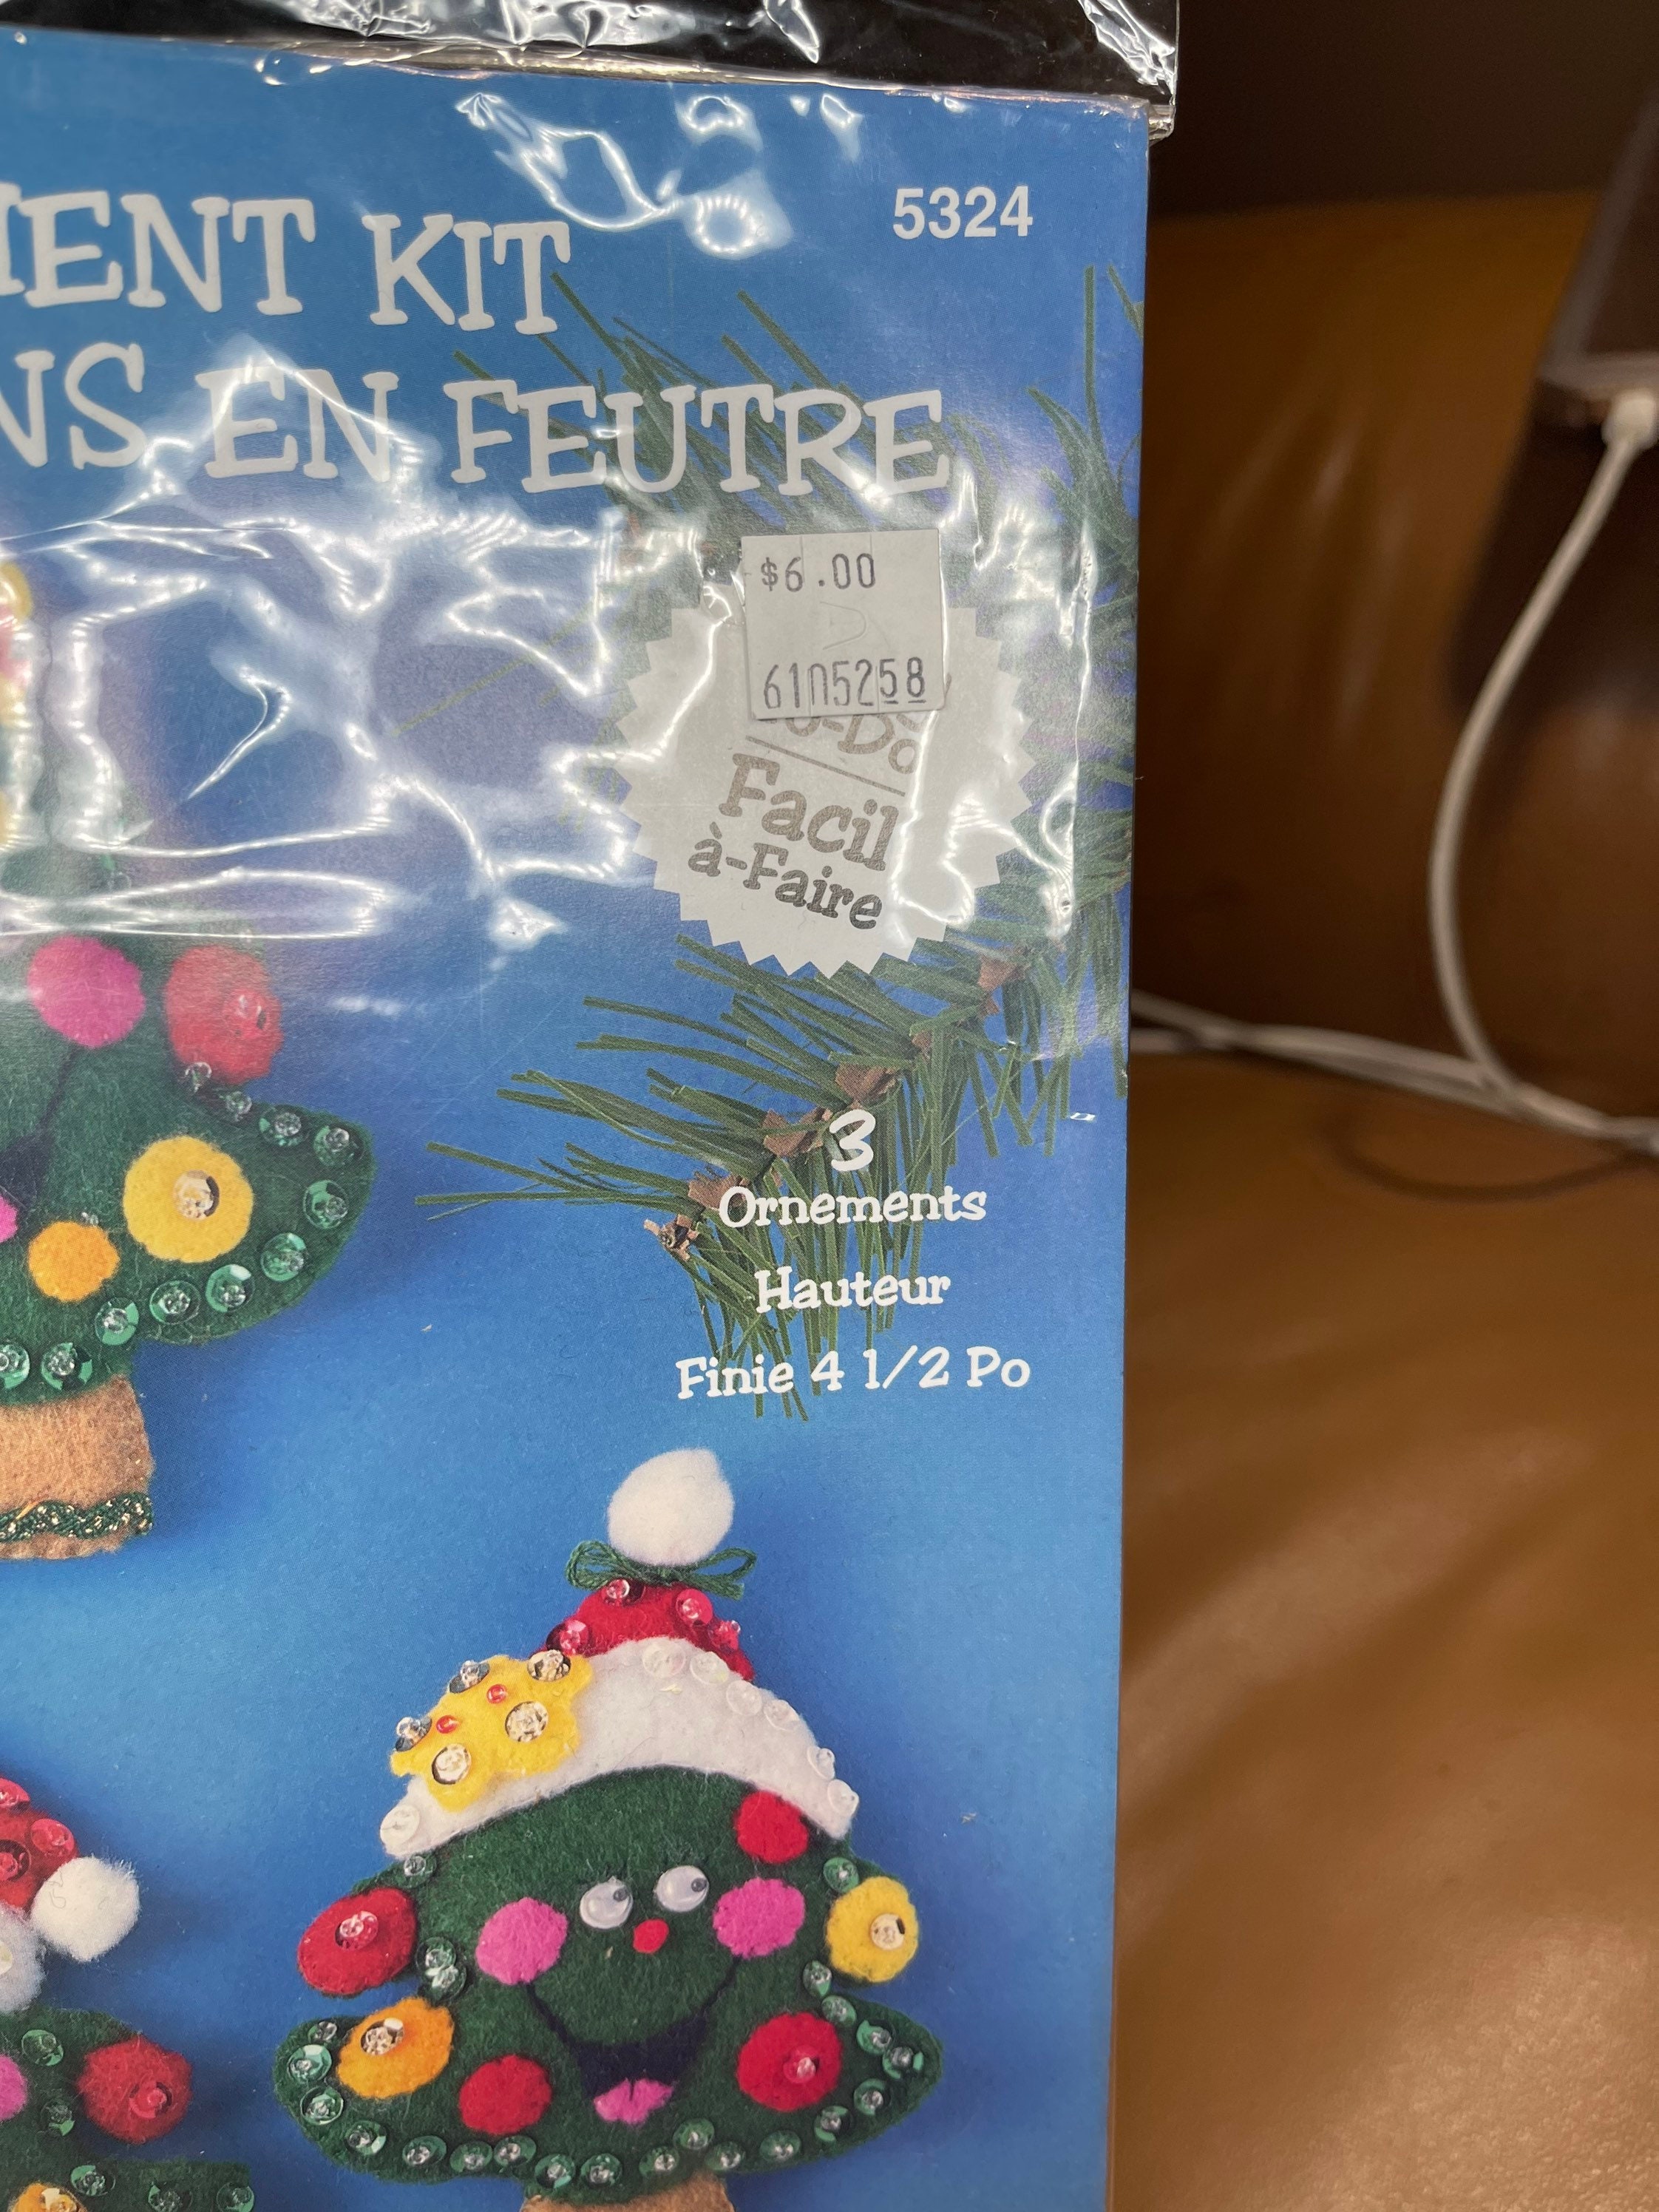 5324
MENT KIT
NS EN FEUTRE
$6.00
6105258
o-Do
Facil
à-Faire
3
Ornements
Hauteur
Finie 4 1/2 Po